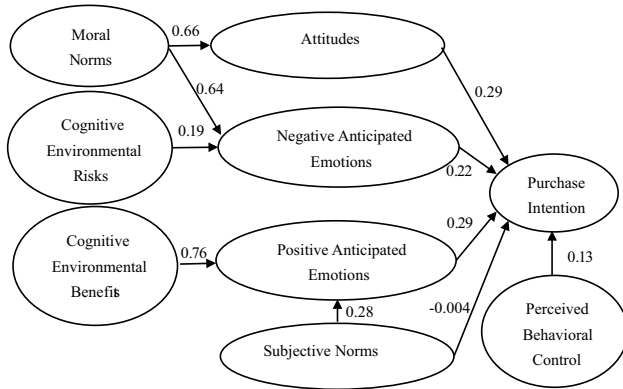 Moral
Norms
0.66
Attitudes
0.64
0.29
Cognitive
Environmental
Risks
0.19
Negative Anticipated
Emotions
0.22
Purchase
Intention
Cognitive
Environmental
Benefits
0.76
Positive Anticipated
Emotions
0.29
0.13
0.28
-0.004
Subjective Norms
Perceived
Behavioral
Control